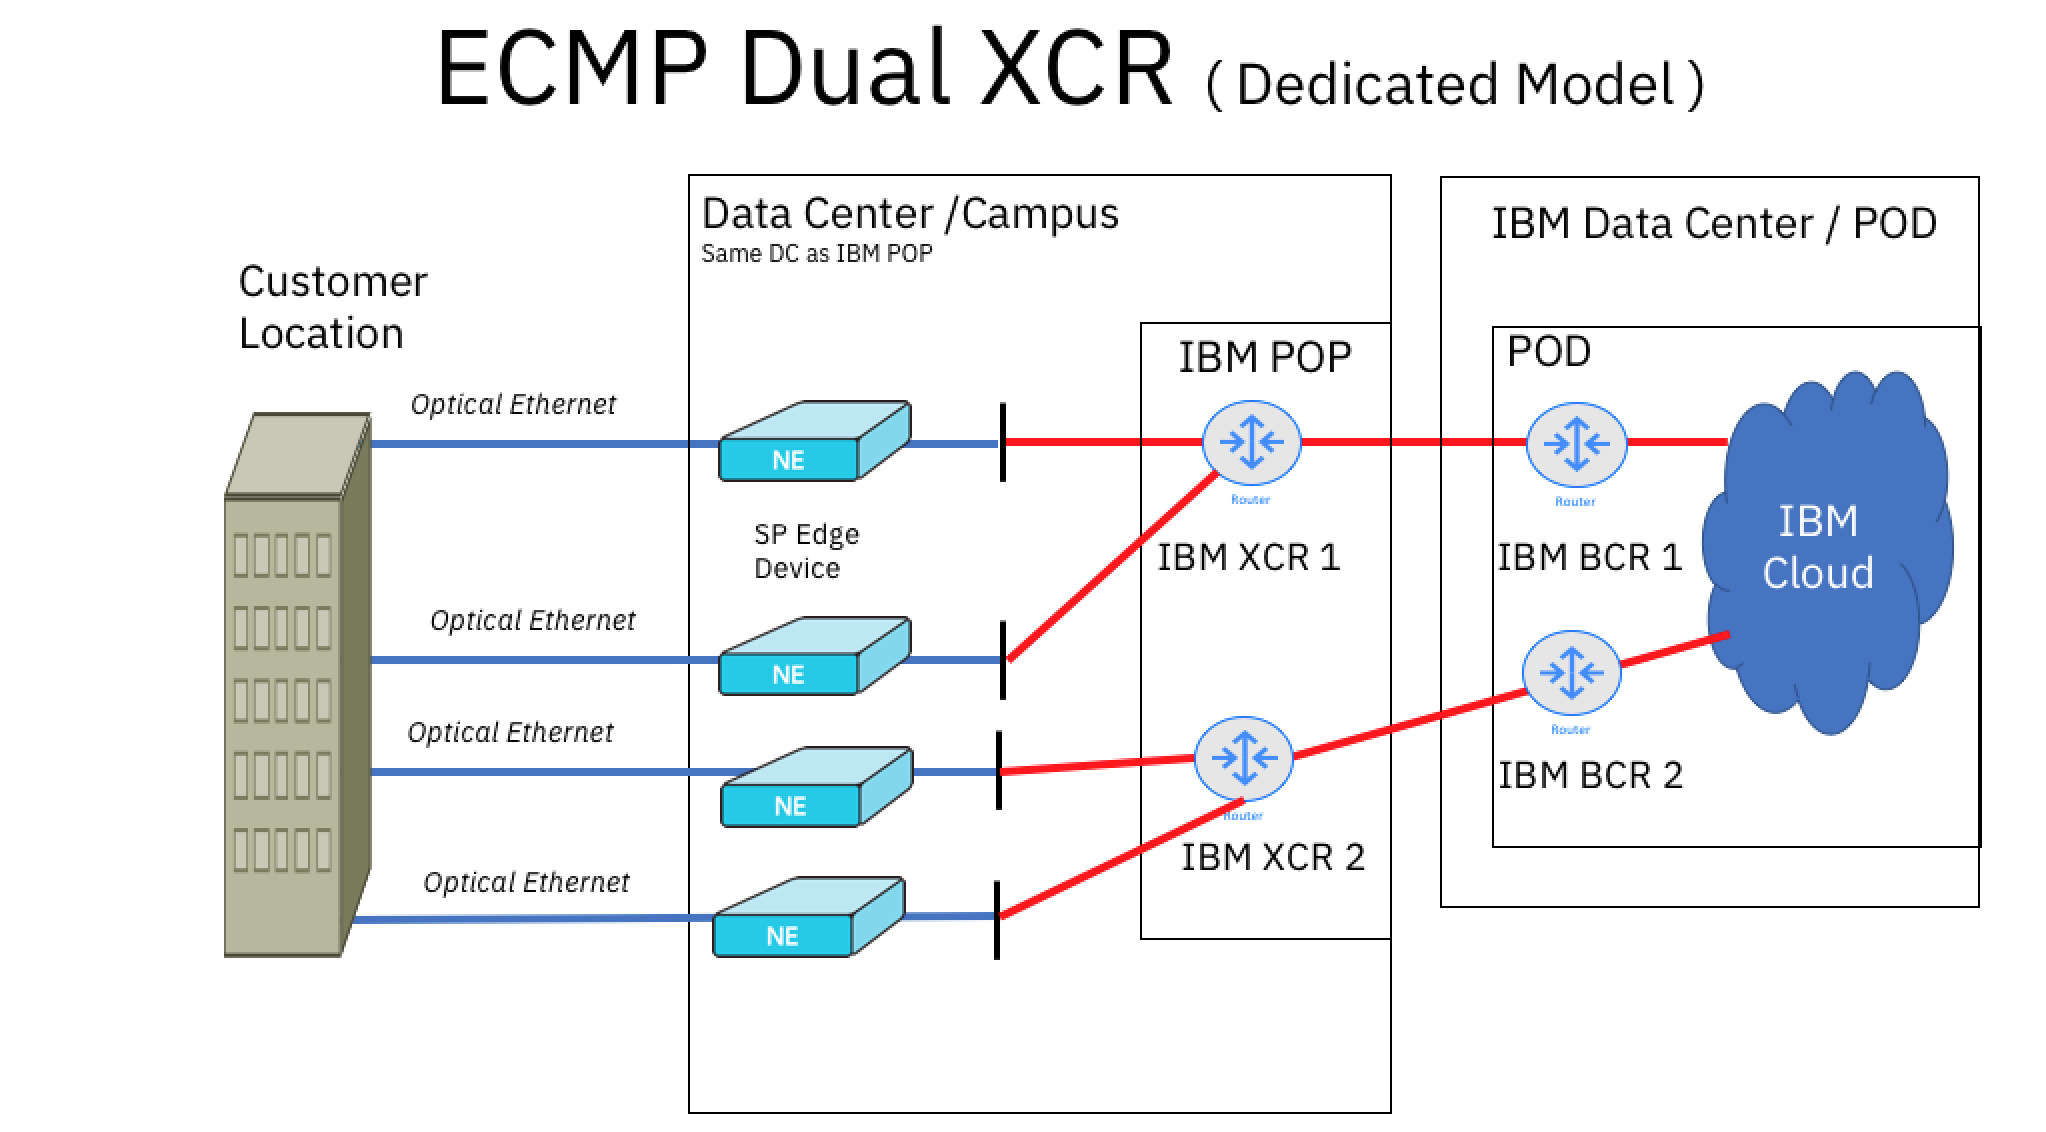 ECMP Dual XCR ( Dedicated Model )
Data Center /Campus
Same DC as IBM POP
IBM Data Center / POD
Customer
Location
IBM POP
POD
Optical Ethernet
NE
Router
Router
SP Edge
Device
IBM XCR 1
IBM BCR 1
IBM
Cloud
Optical Ethernet
NE
Router
Optical Ethernet
NE
Router
IBM BCR 2
IBM XCR 2
Optical Ethernet
NE